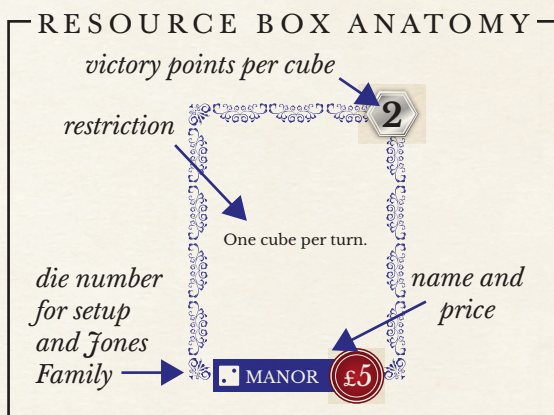 RESOURCE BOX ANATOMY
victory points per cube
2
restriction
One cube per turn.
die number
for setup
and Jones
Family
name and
price
MANOR £5